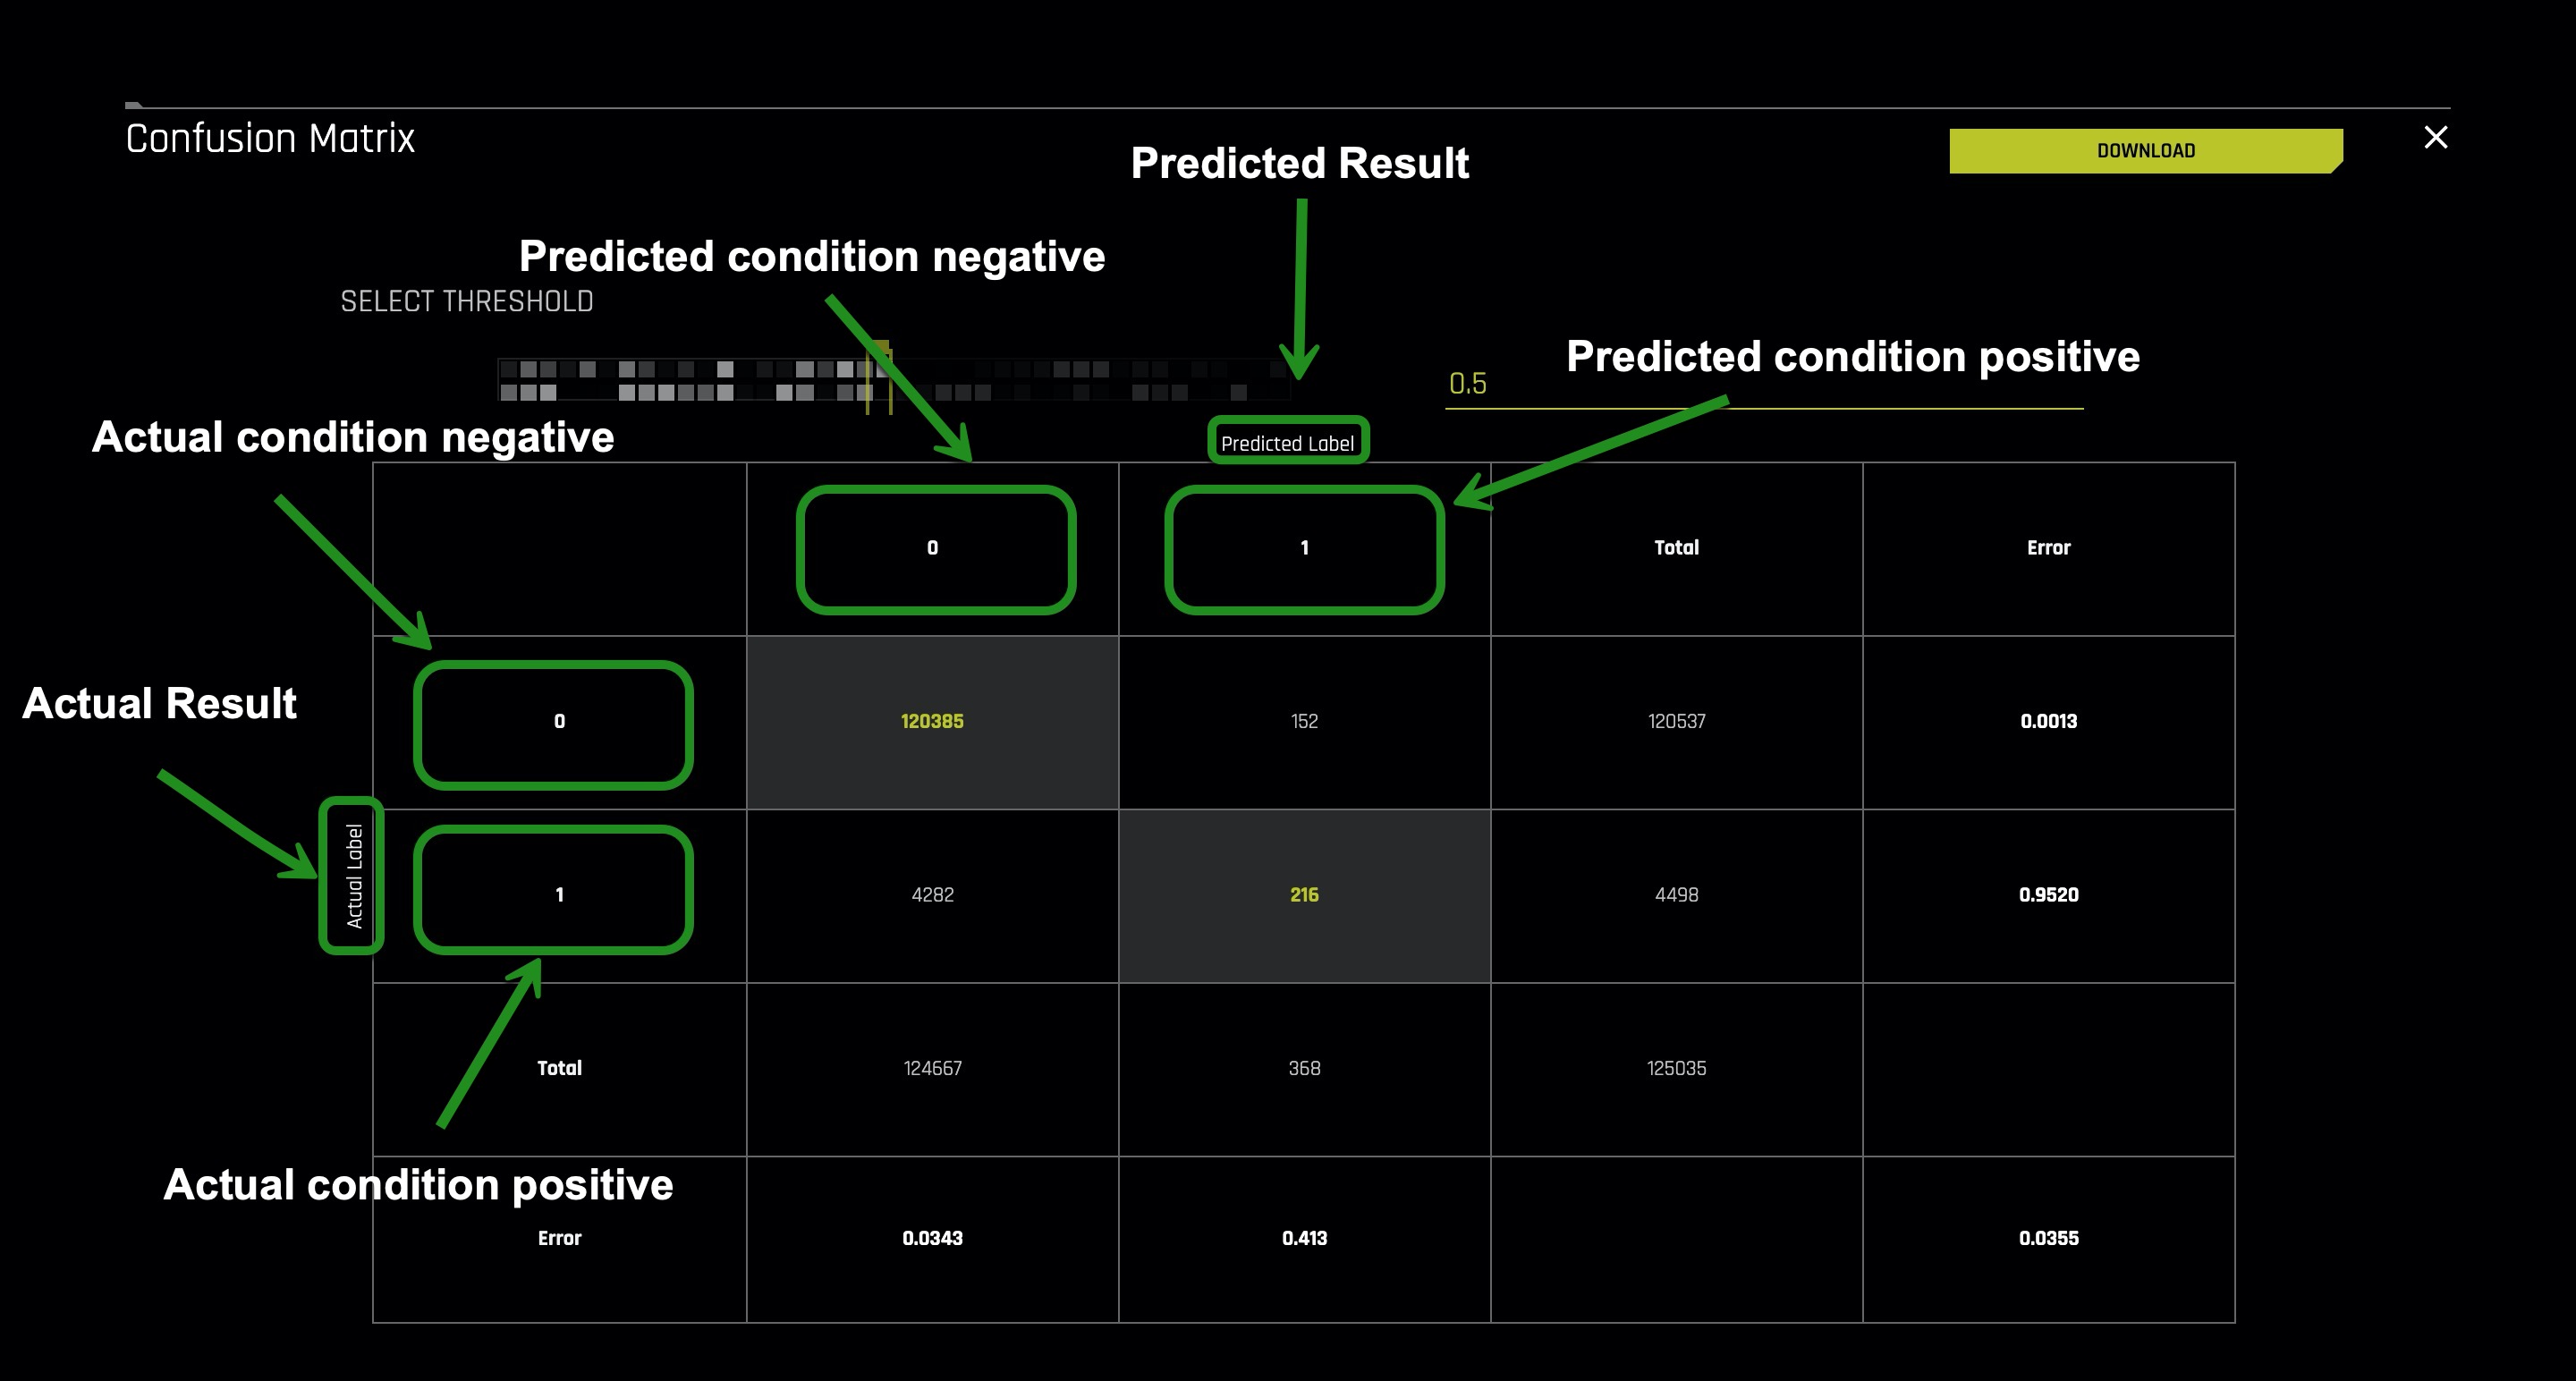 Confusion Matrix
DOWNLOAD
Predicted Result
Predicted condition negative
SELECT THRESHOLD
Predicted condition positive
0.5
Actual condition negative
Predicted Label
0 1 Total Error
Actual Result
0 120385 152 120537 0.0013
Actual Label
1 4282 216 4498 0.9520
Total 124667 368 125035
Actual condition positive
Error 0.0343 0.413 0.0355